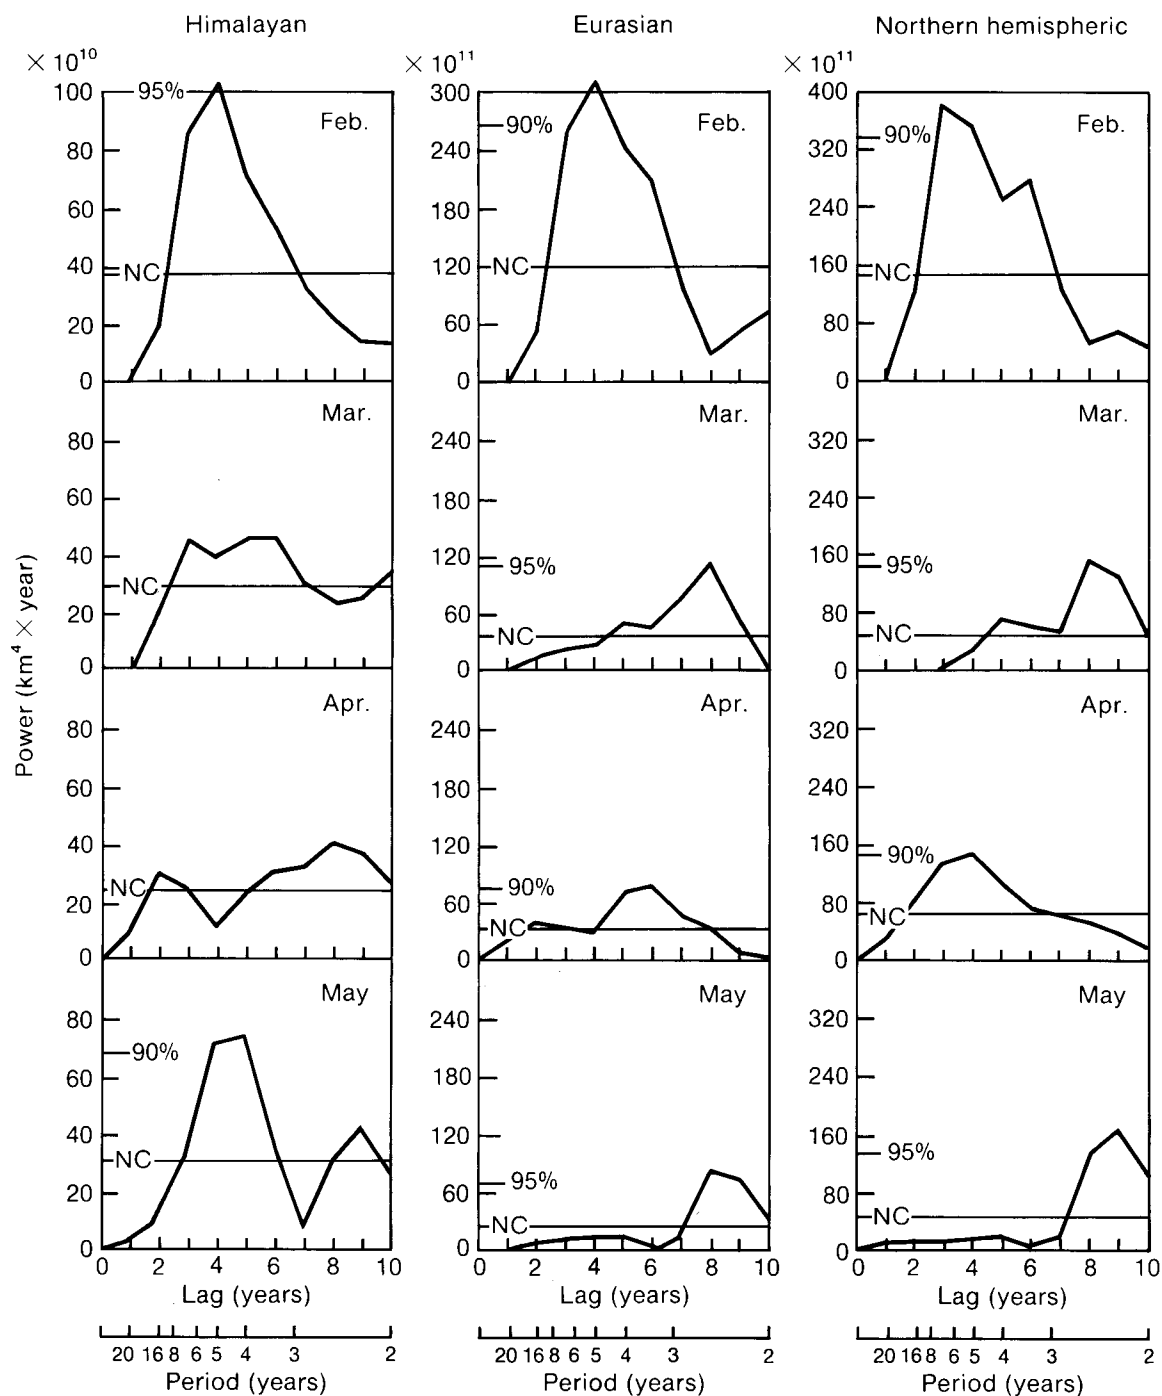 Himalayan Eurasian Northern hemispheric
× 10¹⁰ × 10¹¹ × 10¹¹
100 95% Feb. 300 90% Feb. 400 90% Feb.
80 240 320
60 180 240
40 NC 120 NC 160 NC
20 60 80
0 0 0
Mar. Mar. Mar.
80 240 320
60 180 240
40 120 95% 160 95%
NC 60 NC 80 NC
20
0 0 0
Apr. Apr. Apr.
80 240 320
60 180 240
40 120 160 90%
NC 90% 80 NC
20 60 NC
0 0 0
May May May
80 90% 240 320
60 180 240
40 NC 120 160 95%
20 95% 80 NC
60 NC
0 0 0
0 2 4 6 8 10 0 2 4 6 8 10 0 2 4 6 8 10
Lag (years) Lag (years) Lag (years)
20 16 8 6 5 4 3 2 20 16 8 6 5 4 3 2 20 16 8 6 5 4 3 2
Period (years) Period (years) Period (years)
Power (km⁴ × year)